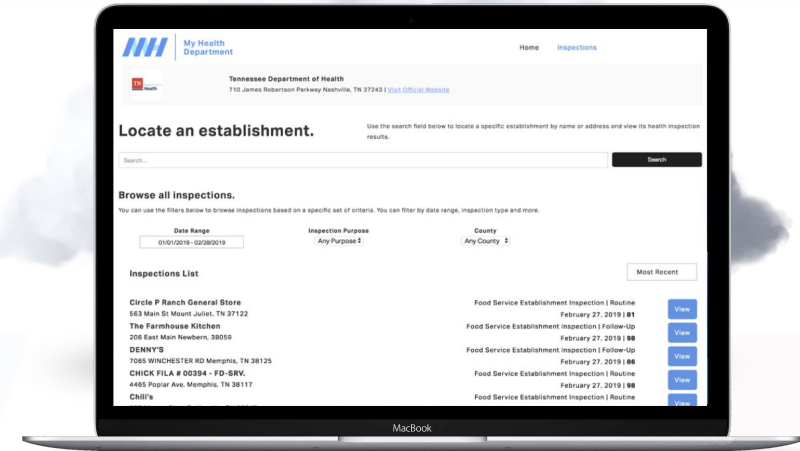 My Health
Department
Home Inspections
TN
Health
Tennessee Department of Health
710 James Robertson Parkway Nashville, TN 37243 | Visit Official Website
Locate an establishment.
Use the search field below to locate a specific establishment by name or address and view its health inspection
results.
Search...
Search
Browse all inspections.
You can use the filters below to browse inspections based on a specific set of criteria. You can filter by date range, inspection type and more.
Date Range Inspection Purpose County
01/01/2019 - 02/28/2019 Any Purpose Any County
Inspections List
Most Recent
Circle P Ranch General Store Food Service Establishment Inspection | Routine
563 Main St Mount Juliet, TN 37122 February 27, 2019 | 81
View
The Farmhouse Kitchen Food Service Establishment Inspection | Follow-Up
206 East Main Newbern, 38059 February 27, 2019 | 98
View
DENNY'S Food Service Establishment Inspection | Follow-Up
7065 WINCHESTER RD Memphis, TN 38125 February 27, 2019 | 86
View
CHICK FILA # 00394 - FD-SRV. Food Service Establishment Inspection | Routine
4465 Poplar Ave. Memphis, TN 38117 February 27, 2019 | 98
View
Chili's Food Service Establishment Inspection | Routine
View
MacBook